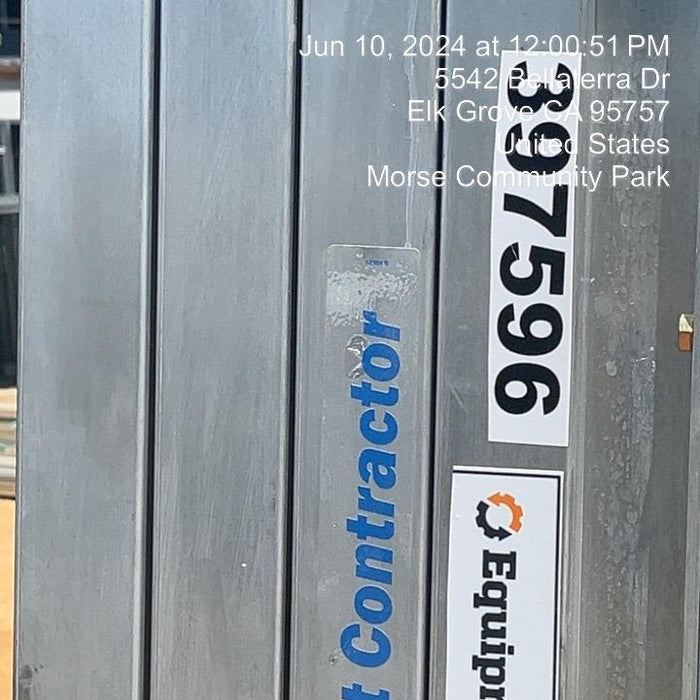 Jun 10, 2024 at 12:00:51 PM
5542 Bellaterra Dr
Elk Grove CA 95757
United States
Morse Community Park
397596
t Contractor
Equip